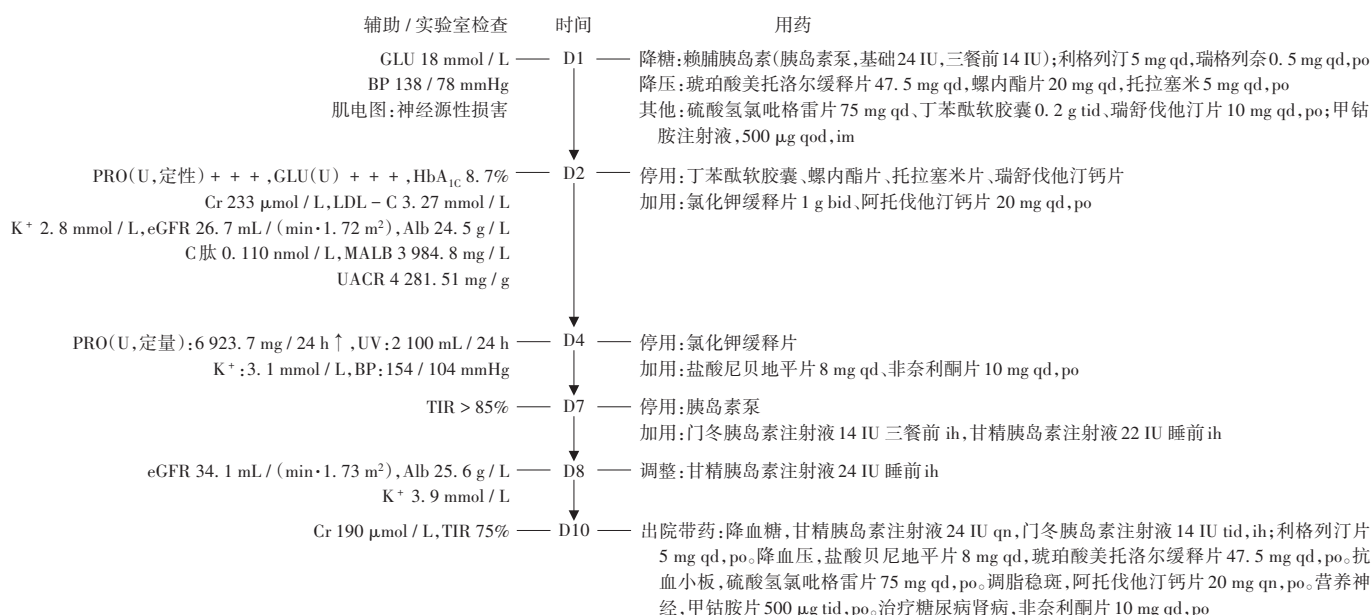 辅助/实验室检查 时间 用药
GLU 18 mmol/L D1 降糖:赖脯胰岛素(胰岛素泵,基础24 IU,三餐前14 IU);利格列汀5 mg qd,瑞格列奈0.5 mg qd,po
BP 138/78 mmHg 降压:琥珀酸美托洛尔缓释片47.5 mg qd,螺内酯片20 mg qd,托拉塞米5 mg qd,po
肌电图:神经源性损害 其他:硫酸氢氯吡格雷片75 mg qd、丁苯酞软胶囊0.2 g tid、瑞舒伐他汀片10 mg qd,po;甲钴
胺注射液,500 μg qod,im
PRO(U,定性)+++,GLU(U)+++,HbA1C 8.7% D2 停用:丁苯酞软胶囊、螺内酯片、托拉塞米片、瑞舒伐他汀钙片
Cr 233 μmol/L,LDL-C 3.27 mmol/L 加用:氯化钾缓释片1 g bid、阿托伐他汀钙片 20 mg qd,po
K+ 2.8 mmol/L,eGFR 26.7 mL/(min·1.72 m²),Alb 24.5 g/L
C肽 0.110 nmol/L,MALB 3 984.8 mg/L
UACR 4 281.51 mg/g
PRO(U,定量):6 923.7 mg/24 h↑,UV:2 100 mL/24 h D4 停用:氯化钾缓释片
K+:3.1 mmol/L,BP:154/104 mmHg 加用:盐酸尼贝地平片8 mg qd、非奈利酮片10 mg qd,po
TIR>85% D7 停用:胰岛素泵
加用:门冬胰岛素注射液14 IU 三餐前ih,甘精胰岛素注射液22 IU 睡前ih
eGFR 34.1 mL/(min·1.73 m²),Alb 25.6 g/L D8 调整:甘精胰岛素注射液24 IU 睡前ih
K+ 3.9 mmol/L
Cr 190 μmol/L,TIR 75% D10 出院带药:降血糖,甘精胰岛素注射液24 IU qn,门冬胰岛素注射液14 IU tid,ih;利格列汀片
5 mg qd,po。降血压,盐酸贝尼地平片8 mg qd,琥珀酸美托洛尔缓释片47.5 mg qd,po。抗
血小板,硫酸氢氯吡格雷片75 mg qd,po。调脂稳斑,阿托伐他汀钙片20 mg qn,po。营养神
经,甲钴胺片500 μg tid,po。治疗糖尿病肾病,非奈利酮片10 mg qd,po